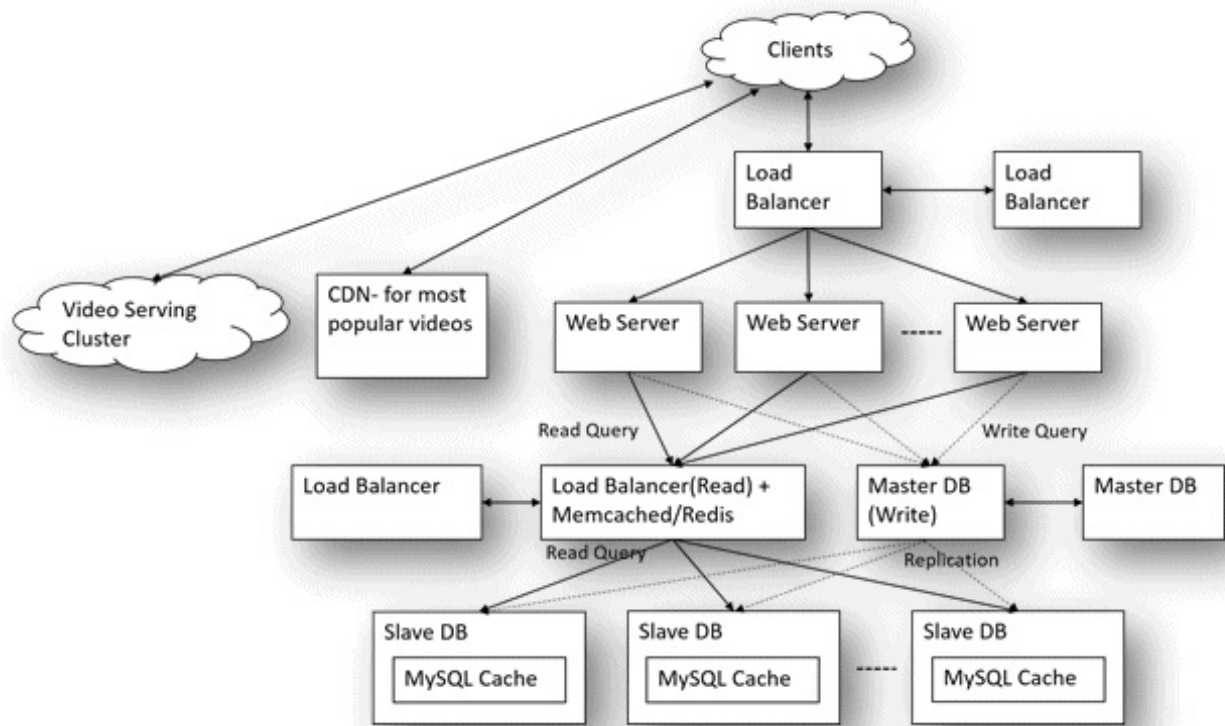 Clients
Load
Balancer
Load
Balancer
Video Serving
Cluster
CDN- for most
popular videos
Web Server
Web Server
Web Server
Read Query
Write Query
Load Balancer
Load Balancer(Read) +
Memcached/Redis
Master DB
(Write)
Master DB
Read Query
Replication
Slave DB
MySQL Cache
Slave DB
MySQL Cache
Slave DB
MySQL Cache